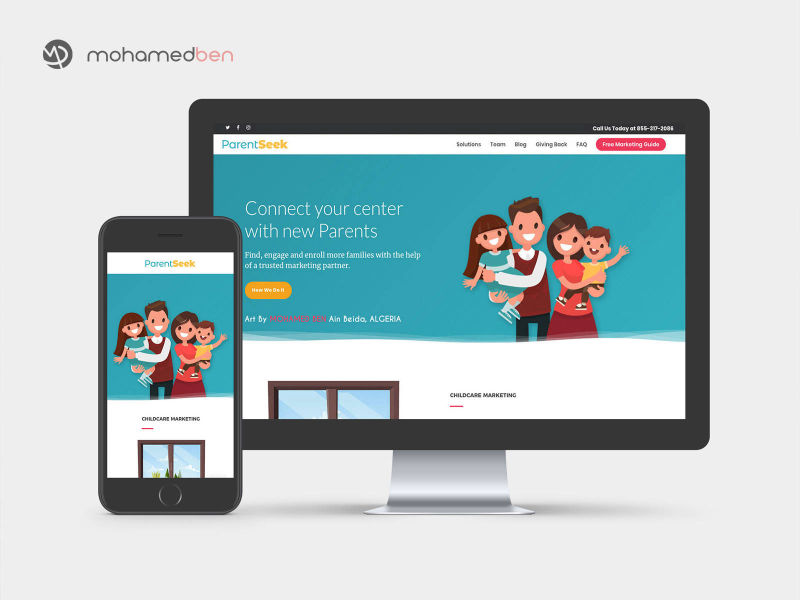 mohamedben
Call Us Today at 855-317-2086
ParentSeek
Solutions Team Blog Giving Back FAQ Free Marketing Guide
Connect your center
with new Parents
Find, engage and enroll more families with the help
of a trusted marketing partner.
How We Do It
Art By MOHAMEDBEN Ain Beida, ALGERIA
CHILDCARE MARKETING
ParentSeek
CHILDCARE MARKETING